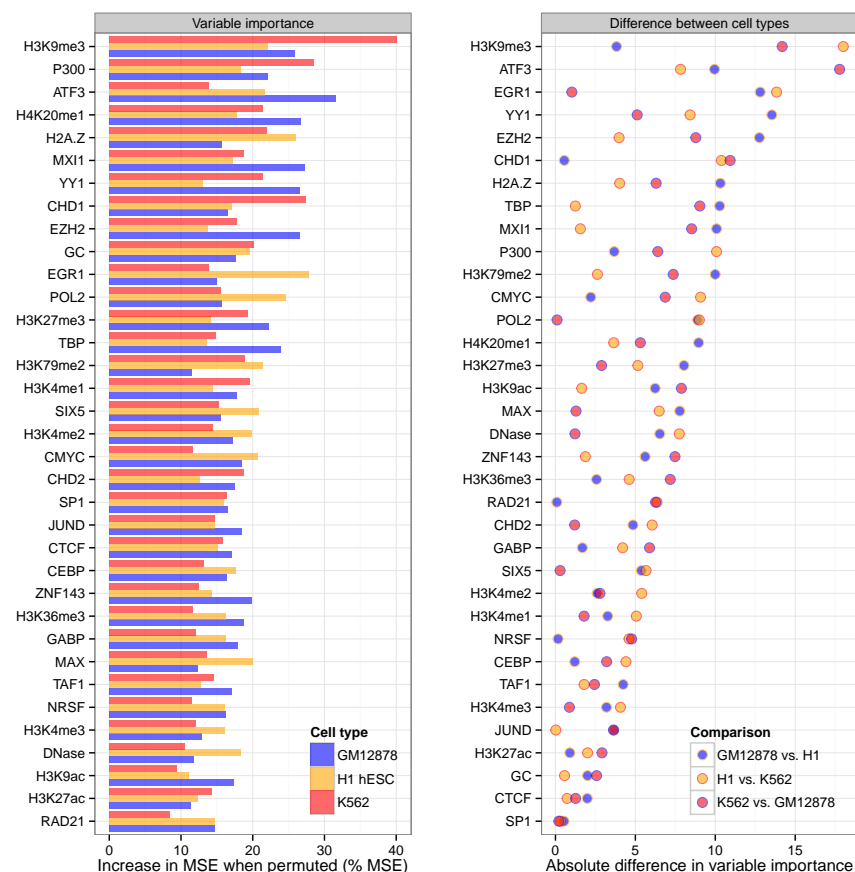 Variable importance
H3K9me3
P300
ATF3
H4K20me1
H2A.Z
MXI1
YY1
CHD1
EZH2
GC
EGR1
POL2
H3K27me3
TBP
H3K79me2
H3K4me1
SIX5
H3K4me2
CMYC
CHD2
SP1
JUND
CTCF
CEBP
ZNF143
H3K36me3
GABP
MAX
TAF1
NRSF
H3K4me3
DNase
H3K9ac
H3K27ac
RAD21
Cell type
GM12878
H1 hESC
K562
0 10 20 30 40
Increase in MSE when permuted (% MSE)
Difference between cell types
H3K9me3
ATF3
EGR1
YY1
EZH2
CHD1
H2A.Z
TBP
MXI1
P300
H3K79me2
CMYC
POL2
H4K20me1
H3K27me3
H3K9ac
MAX
DNase
ZNF143
H3K36me3
RAD21
CHD2
GABP
SIX5
H3K4me2
H3K4me1
NRSF
CEBP
TAF1
H3K4me3
JUND
H3K27ac
GC
CTCF
SP1
Comparison
GM12878 vs. H1
H1 vs. K562
K562 vs. GM12878
0 5 10 15
Absolute difference in variable importance